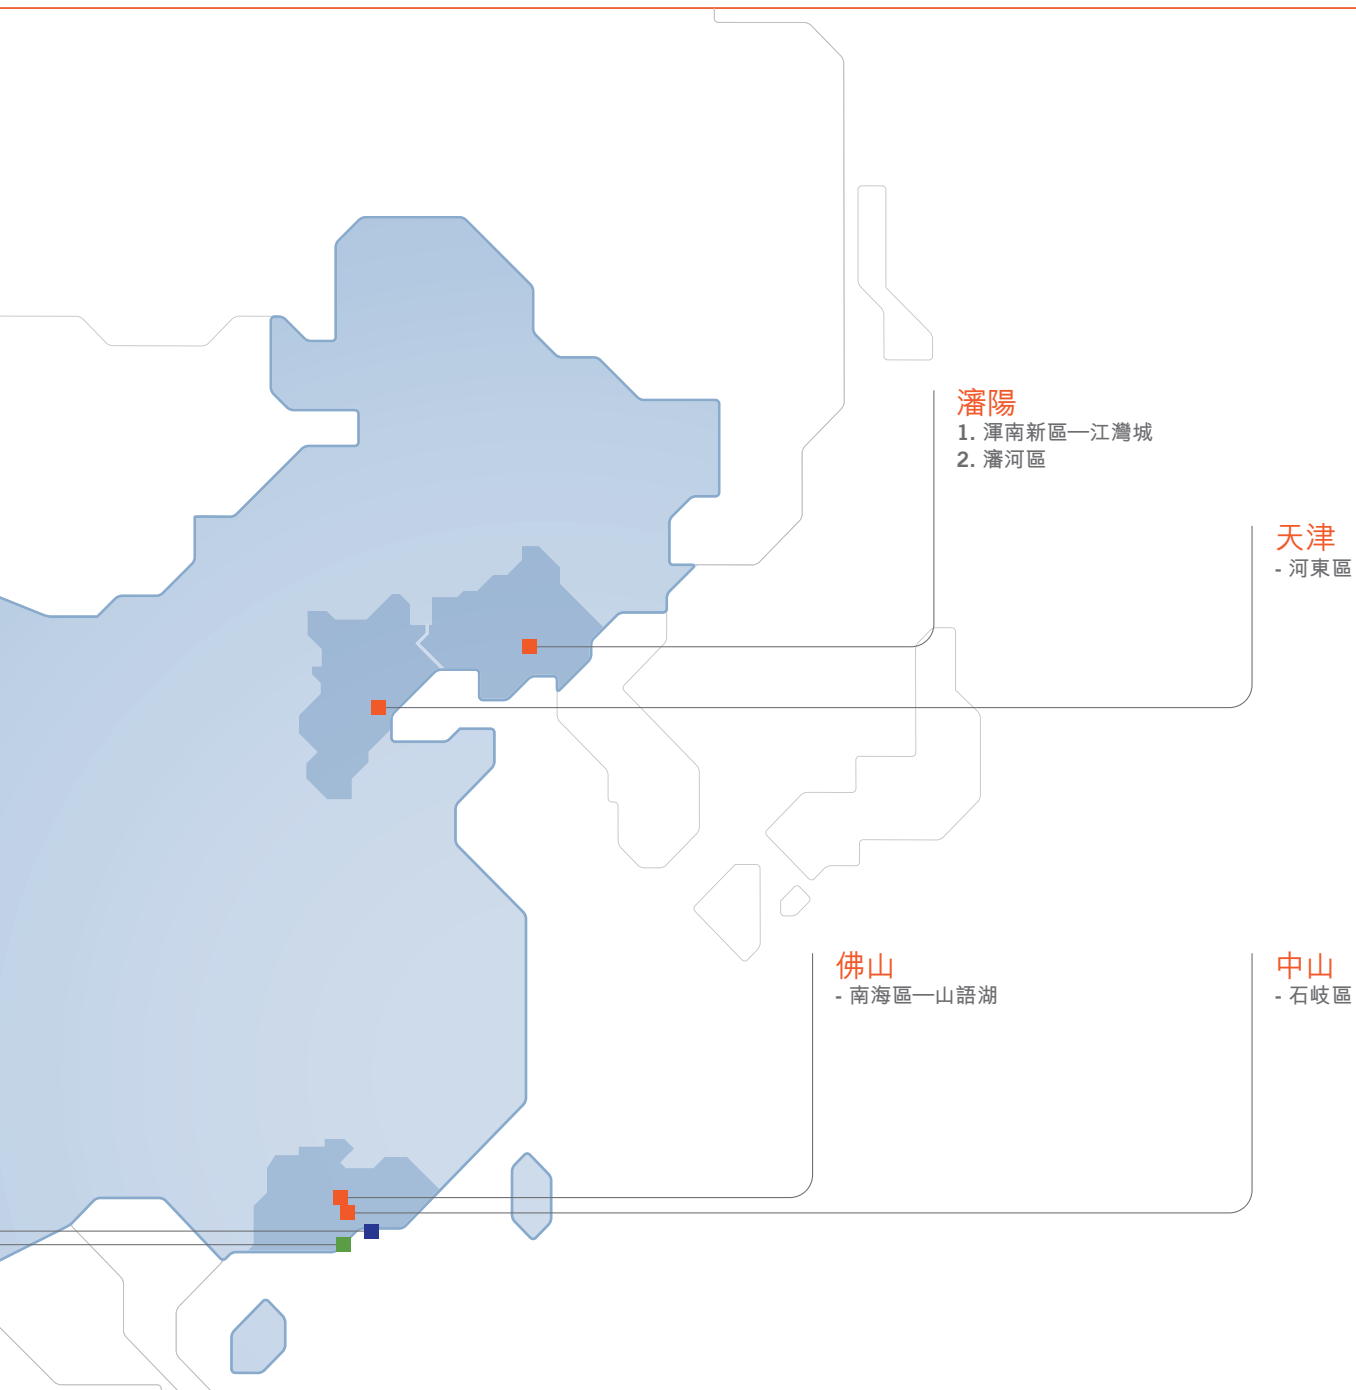 瀋陽
1. 渾南新區—江灣城
2. 瀋河區
天津
- 河東區
佛山
- 南海區—山語湖
中山
- 石岐區